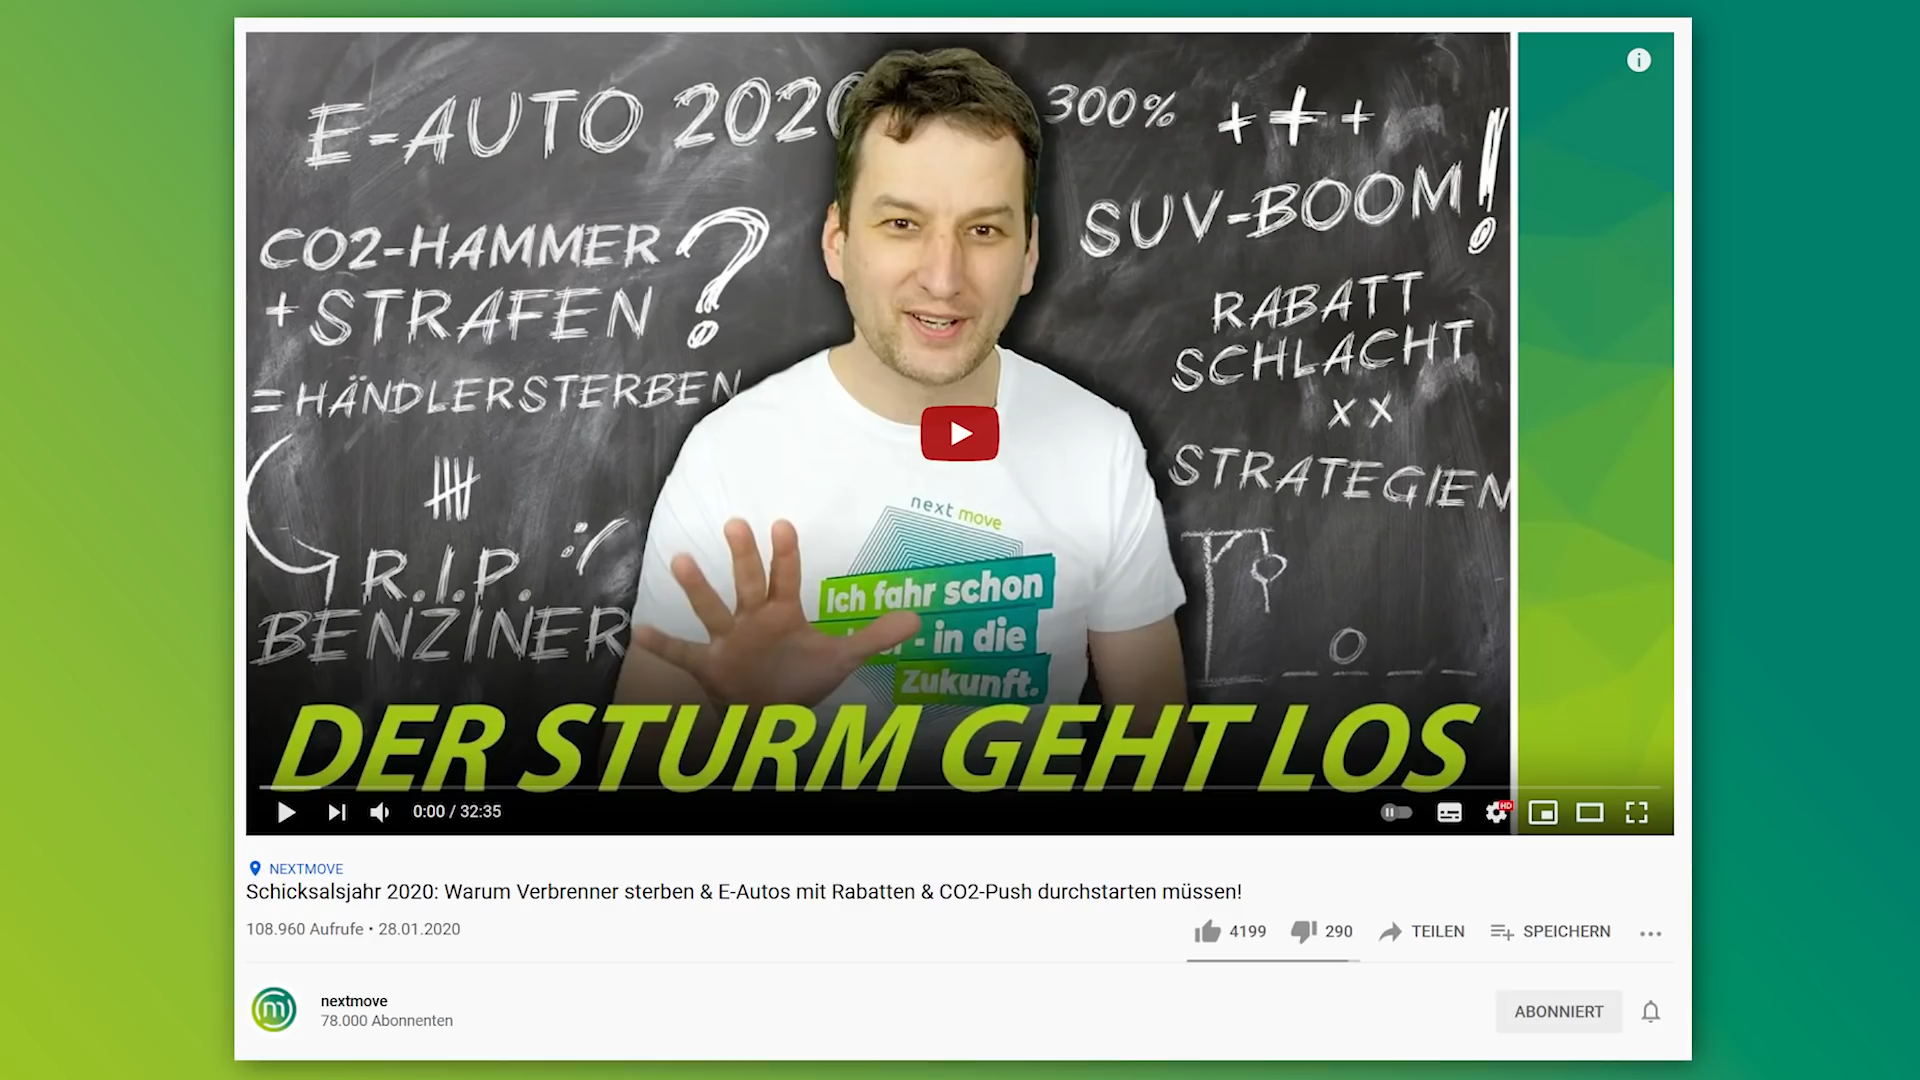 E-AUTO 2020
300% + + +
SUV-BOOM!
CO2-HAMMER
+ STRAFEN?
= HÄNDLERSTERBEN
RABATT
SCHLACHT
X X
STRATEGIEN
R.I.P. :(
BENZINER
O
next move
Ich fahr schon
- in die
Zukunft.
DER STURM GEHT LOS
0:00 / 32:35
HD
NEXTMOVE
Schicksalsjahr 2020: Warum Verbrenner sterben & E-Autos mit Rabatten & CO2-Push durchstarten müssen!
108.960 Aufrufe • 28.01.2020
4199
290
TEILEN
SPEICHERN
nextmove
78.000 Abonnenten
ABONNIERT